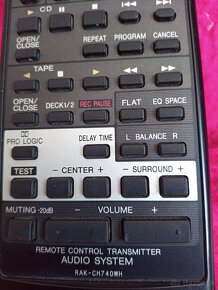 CD
OPEN/
CLOSE
REPEAT PROGRAM CANCEL
TAPE
OPEN/
CLOSE
DECK1/2 REC PAUSE FLAT EQ SPACE
PRO LOGIC
DELAY TIME
L BALANCE R
TEST
- CENTER +
- SURROUND +
MUTING -20dB
- VOLUME +
REMOTE CONTROL TRANSMITTER
AUDIO SYSTEM
RAK-CH740WH